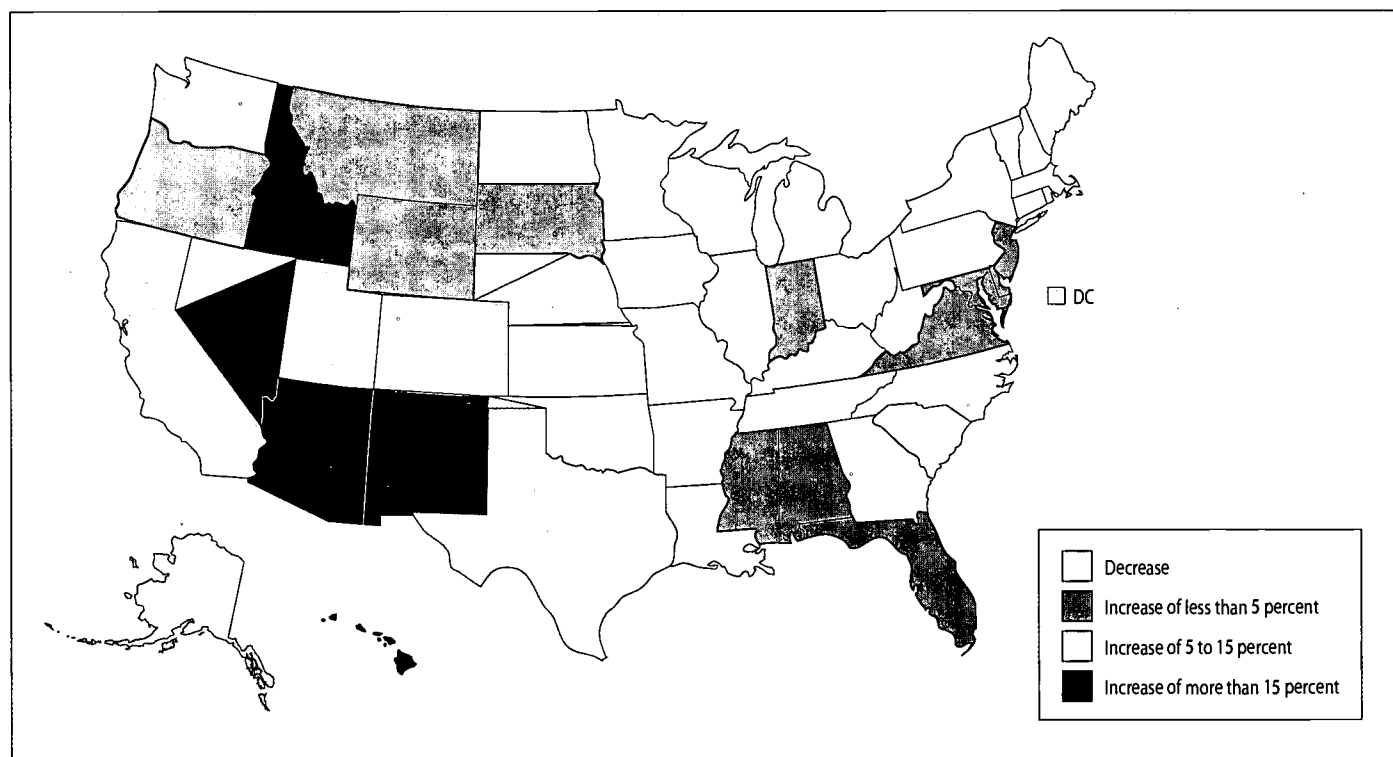 DC
Decrease
Increase of less than 5 percent
Increase of 5 to 15 percent
Increase of more than 15 percent